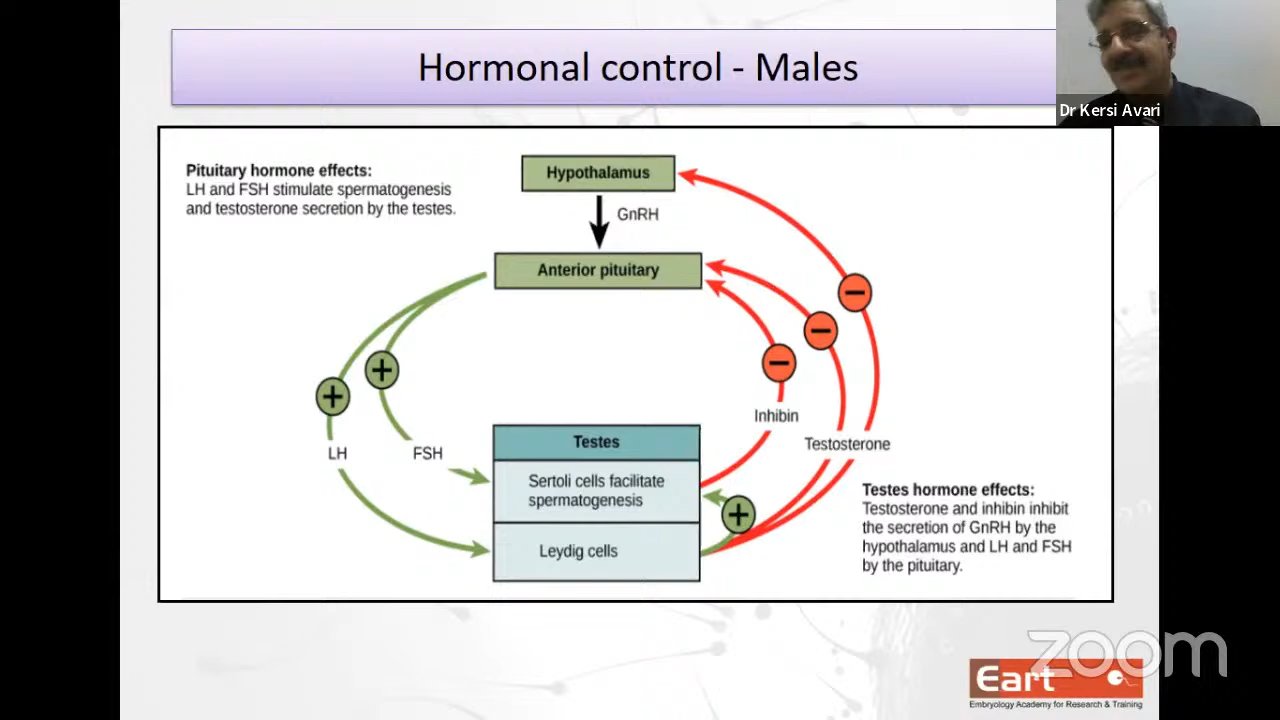 Hormonal control - Males
Dr Kersi Avari
Pituitary hormone effects:
LH and FSH stimulate spermatogenesis
and testosterone secretion by the testes.
Hypothalamus
GnRH
Anterior pituitary
Inhibin
Testosterone
LH
FSH
Testes
Sertoli cells facilitate
spermatogenesis
Leydig cells
Testes hormone effects:
Testosterone and inhibin inhibit
the secretion of GnRH by the
hypothalamus and LH and FSH
by the pituitary.
zoom
Eart
Embryology Academy for Research & Training